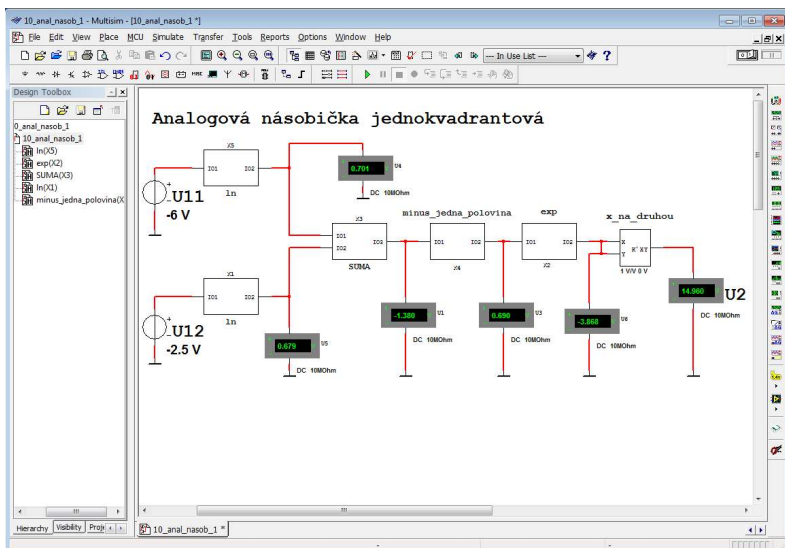 10_anal_nasob_1 - Multisim - [10_anal_nasob_1 *]
File Edit View Place MCU Simulate Transfer Tools Reports Options Window Help
--- In Use List ---
Design Toolbox
0_anal_nasob_1
10_anal_nasob_1
ln(X5)
exp(X2)
SUMA(X3)
ln(X1)
minus_jedna_polovina(X
Analogová násobička jednokvadrantová
X5
IO1 IO2
ln
0.701
U4
DC 10MOhm
U11
-6 V
X3
IO1
IO2
IO3
SUMA
minus_jedna_polovina
IO1 IO2
X4
exp
IO1 IO2
X2
x_na_druhou
X
Y
K*XY
1 V/V 0 V
X1
IO1 IO2
ln
U12
-2.5 V
0.679
U5
DC 10MOhm
-1.380
U1
DC 10MOhm
0.690
U3
DC 10MOhm
-3.868
U6
DC 10MOhm
14.960
U2
DC 10MOhm
Hierarchy Visibility Proje
10_anal_nasob_1 *